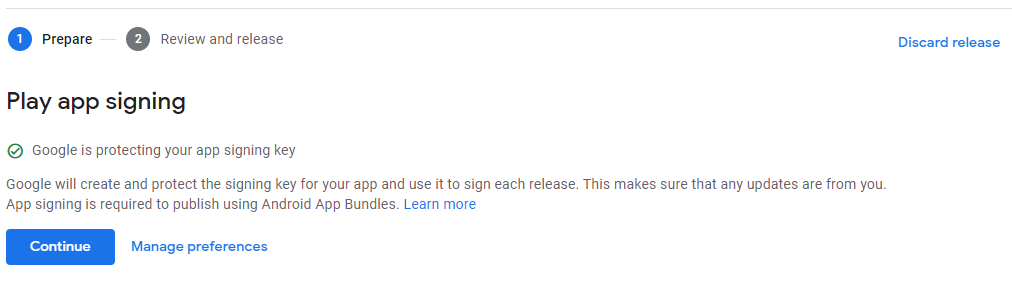 1 Prepare 2 Review and release
Discard release
Play app signing
Google is protecting your app signing key
Google will create and protect the signing key for your app and use it to sign each release. This makes sure that any updates are from you.
App signing is required to publish using Android App Bundles. Learn more
Continue Manage preferences